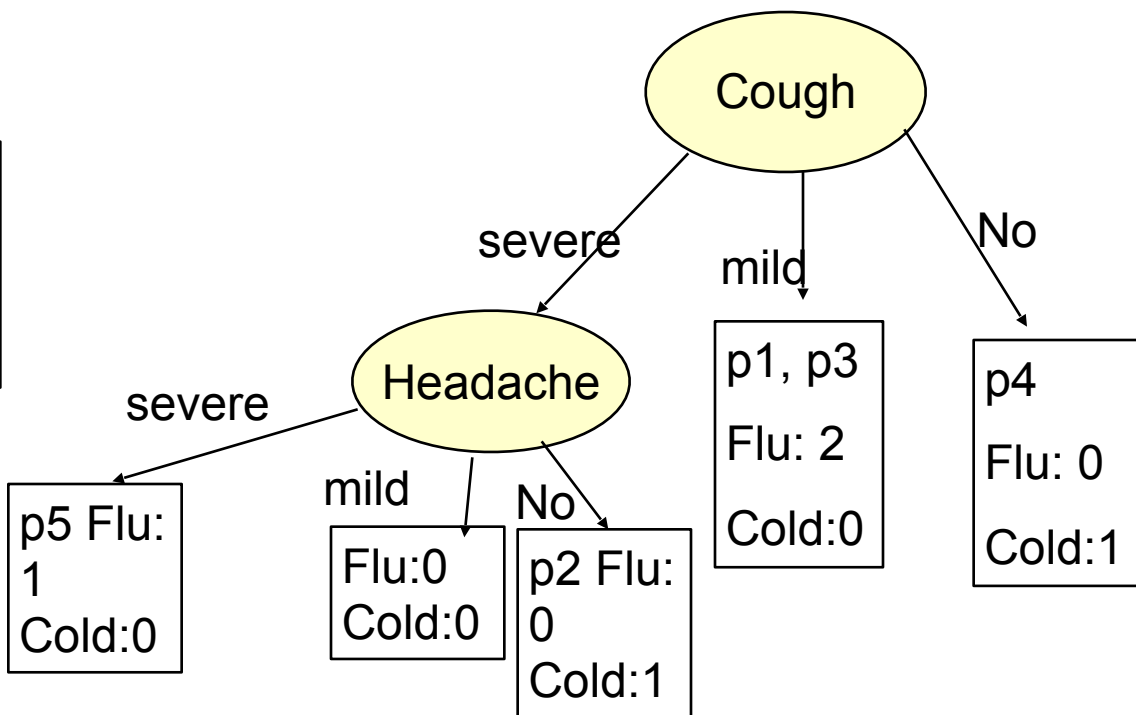 Cough
severe
mild
No
Headache
p1, p3
Flu: 2
Cold:0
p4
Flu: 0
Cold:1
severe
mild
No
p5 Flu:
1
Cold:0
Flu:0
Cold:0
p2 Flu:
0
Cold:1